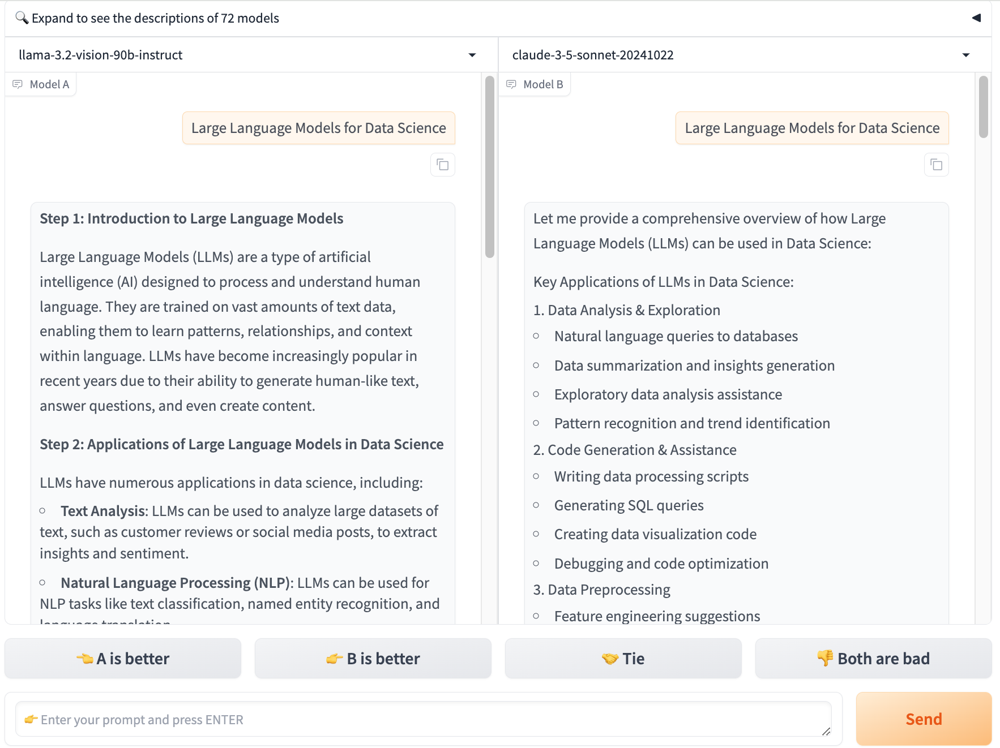 🔍 Expand to see the descriptions of 72 models
llama-3.2-vision-90b-instruct
claude-3-5-sonnet-20241022
Model A
Large Language Models for Data Science
Step 1: Introduction to Large Language Models
Large Language Models (LLMs) are a type of artificial
intelligence (AI) designed to process and understand human
language. They are trained on vast amounts of text data,
enabling them to learn patterns, relationships, and context
within language. LLMs have become increasingly popular in
recent years due to their ability to generate human-like text,
answer questions, and even create content.
Step 2: Applications of Large Language Models in Data Science
LLMs have numerous applications in data science, including:
Text Analysis: LLMs can be used to analyze large datasets of
text, such as customer reviews or social media posts, to extract
insights and sentiment.
Natural Language Processing (NLP): LLMs can be used for
NLP tasks like text classification, named entity recognition, and
language translation
Model B
Large Language Models for Data Science
Let me provide a comprehensive overview of how Large
Language Models (LLMs) can be used in Data Science:
Key Applications of LLMs in Data Science:
1. Data Analysis & Exploration
Natural language queries to databases
Data summarization and insights generation
Exploratory data analysis assistance
Pattern recognition and trend identification
2. Code Generation & Assistance
Writing data processing scripts
Generating SQL queries
Creating data visualization code
Debugging and code optimization
3. Data Preprocessing
Feature engineering suggestions
👈 A is better
👉 B is better
🤝 Tie
👎 Both are bad
👉 Enter your prompt and press ENTER
Send